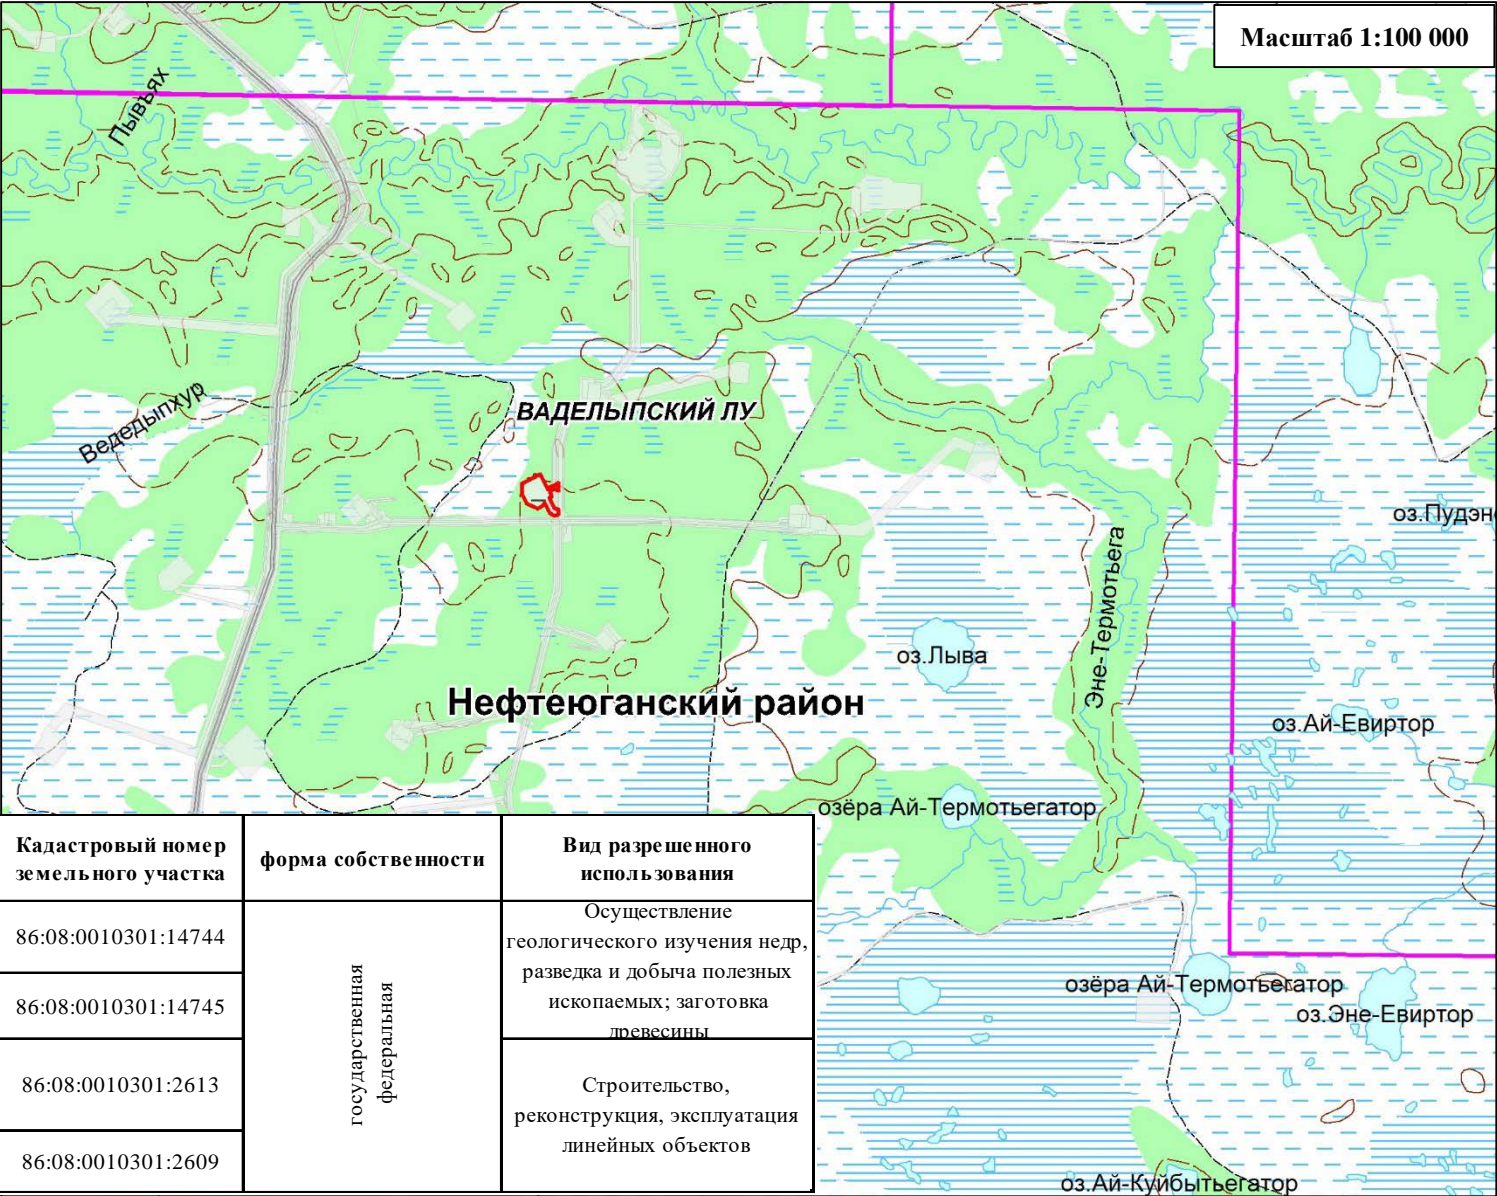 Масштаб 1:100 000
Пывъях
Ведедыпхур
ВАДЕЛЫПСКИЙ ЛУ
оз.Пудэн
Эне-Термотьега
оз.Лыва
Нефтеюганский район
оз.Ай-Евиртор
озёра Ай-Термотьегатор
озёра Ай-Термотьегатор
оз.Эне-Евиртор
оз.Ай-Куйбытьегатор
Кадастровый номер
земельного участка
форма собственности
Вид разрешенного
использования
86:08:0010301:14744
86:08:0010301:14745
86:08:0010301:2613
86:08:0010301:2609
государственная
федеральная
Осуществление
геологического изучения недр,
разведка и добыча полезных
ископаемых; заготовка
древесины
Строительство,
реконструкция, эксплуатация
линейных объектов